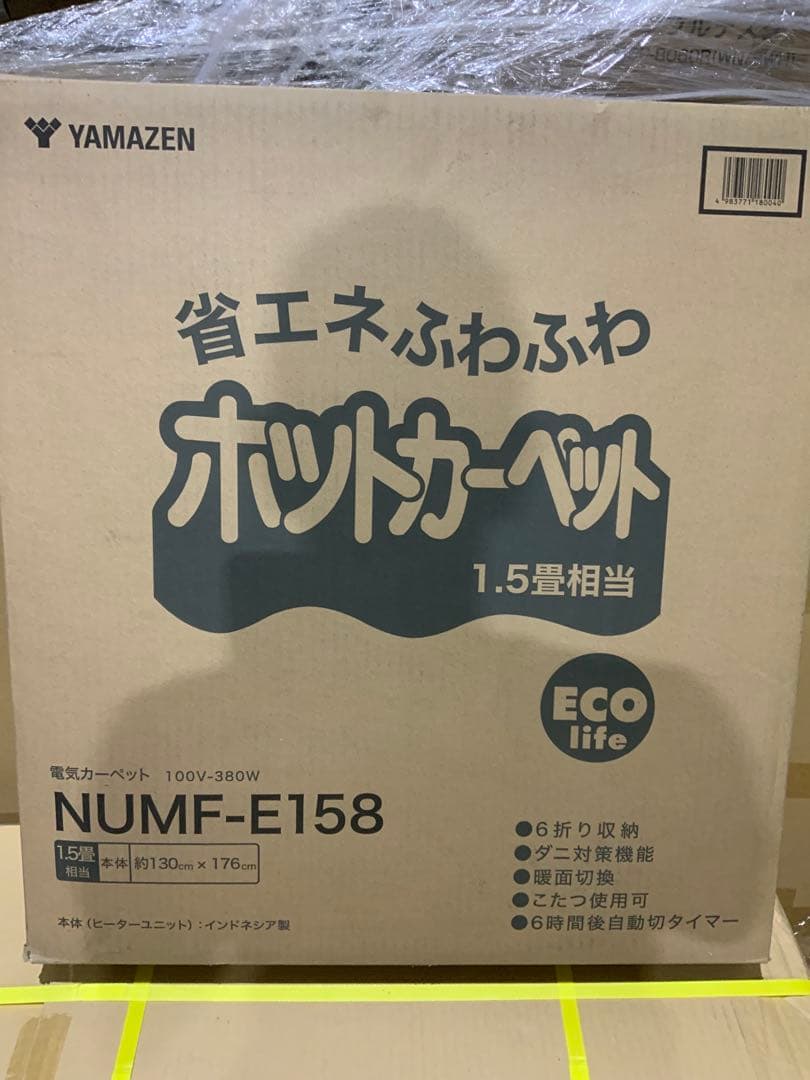 YAMAZEN
4 983771 180040
省エネふわふわ
ホットカーペット
1.5畳相当
ECO
life
電気カーペット 100V-380W
NUMF-E158
1.5畳
相当
本体
約130cm×176cm
●6折り収納
●ダニ対策機能
●暖面切換
●こたつ使用可
●6時間後自動切タイマー
本体(ヒーターユニット):インドネシア製